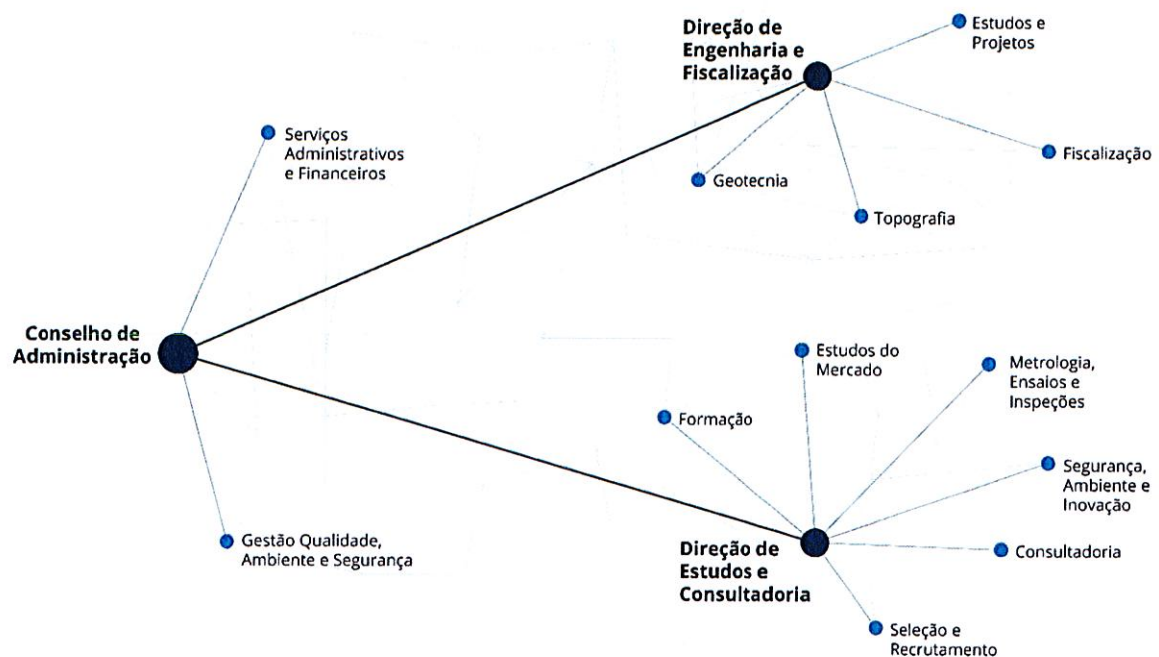 Direção de
Engenharia e
Fiscalização
Estudos e
Projetos
Serviços
Administrativos
e Financeiros
Fiscalização
Geotecnia
Topografia
Conselho de
Administração
Estudos do
Mercado
Metrologia,
Ensaios e
Inspeções
Formação
Segurança,
Ambiente e
Inovação
Gestão Qualidade,
Ambiente e Segurança
Direção de
Estudos e
Consultadoria
Consultadoria
Seleção e
Recrutamento